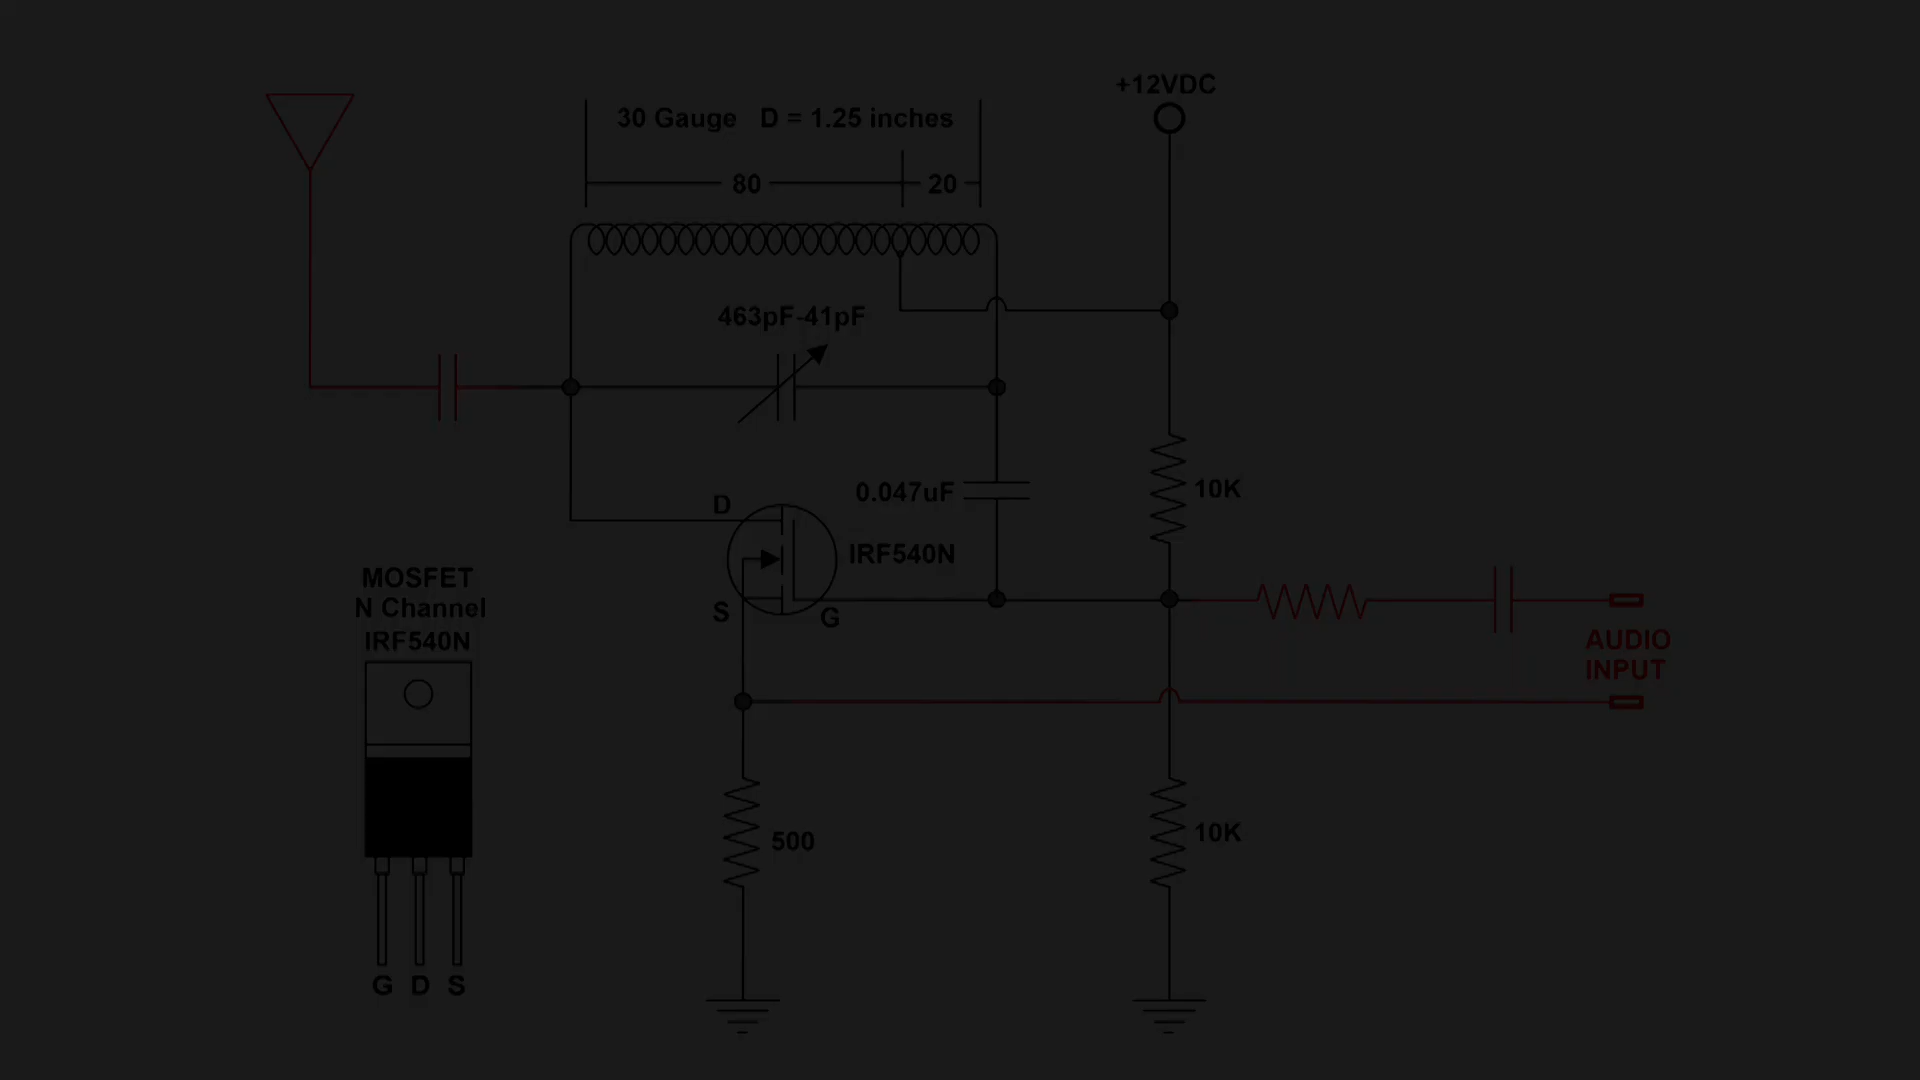 +12VDC
30 Gauge D = 1.25 inches
80
20
463pF-41pF
0.047uF
10K
D
IRF540N
S
G
MOSFET
N Channel
IRF540N
AUDIO
INPUT
500
10K
G D S